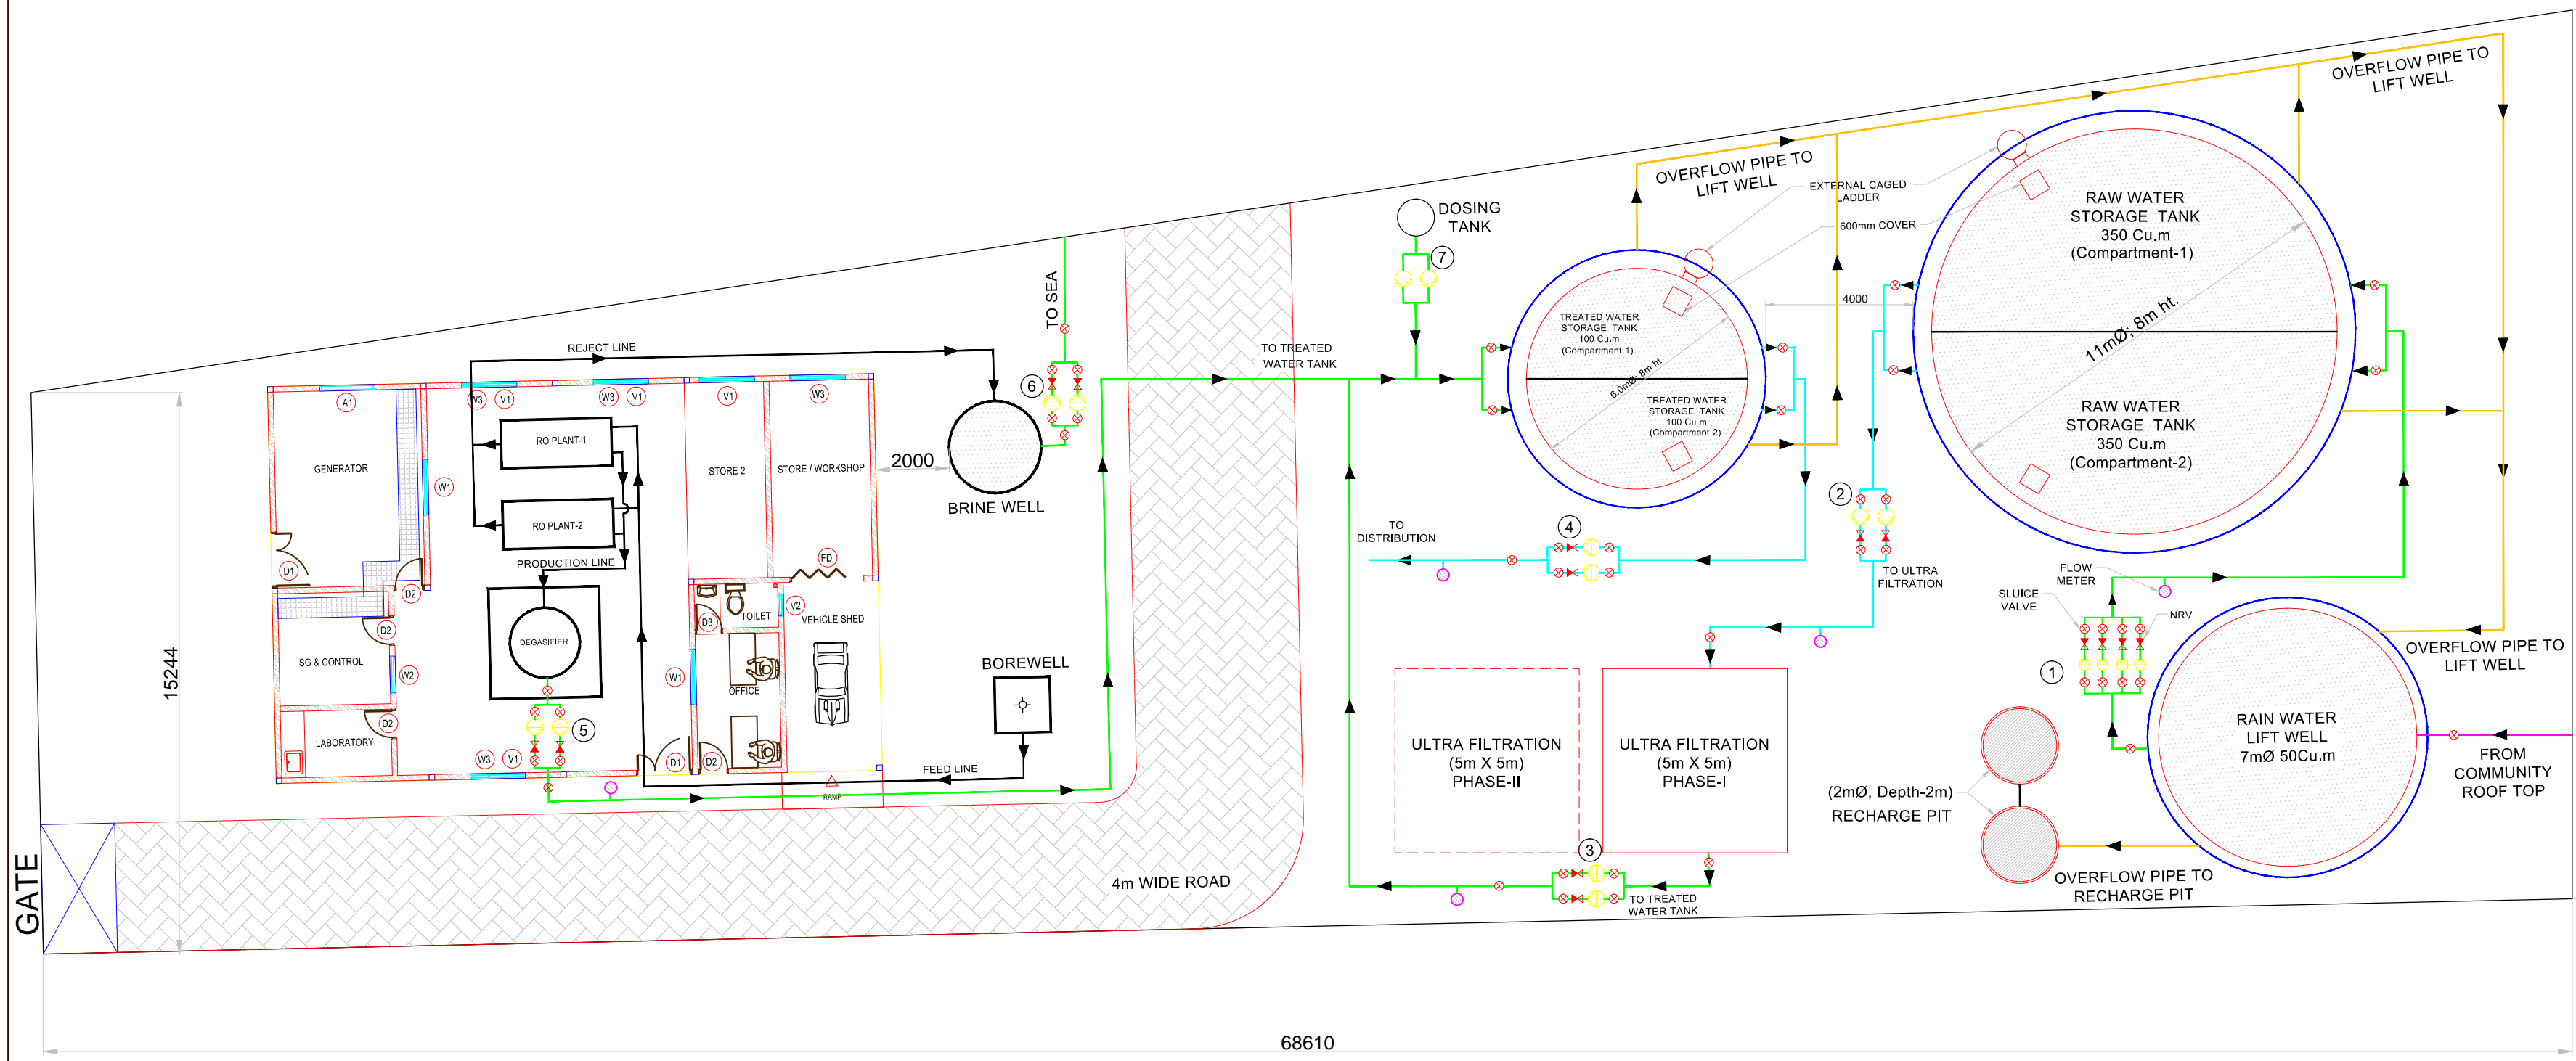 OVERFLOW PIPE TO
LIFT WELL
OVERFLOW PIPE TO
LIFT WELL
EXTERNAL CAGED
LADDER
600mm COVER
DOSING
TANK
7
RAW WATER
STORAGE TANK
350 Cu.m
(Compartment-1)
11mØ; 8m ht.
RAW WATER
STORAGE TANK
350 Cu.m
(Compartment-2)
4000
TREATED WATER
STORAGE TANK
100 Cu.m
(Compartment-1)
6.0mØ; 8m ht
TREATED WATER
STORAGE TANK
100 Cu.m
(Compartment-2)
TO TREATED
WATER TANK
TO SEA
6
REJECT LINE
A1
W3
V1
W3
V1
V1
W3
RO PLANT-1
RO PLANT-2
PRODUCTION LINE
GENERATOR
W1
STORE 2
STORE / WORKSHOP
2000
BRINE WELL
FD
D1
D2
D2
SG & CONTROL
W2
D2
LABORATORY
DEGASIFIER
5
W3
V1
TOILET
D3
V2
VEHICLE SHED
W1
OFFICE
D1
D2
RAMP
FEED LINE
BOREWELL
15244
GATE
4m WIDE ROAD
TO
DISTRIBUTION
4
2
TO ULTRA
FILTRATION
FLOW
METER
SLUICE
VALVE
NRV
1
OVERFLOW PIPE TO
LIFT WELL
RAIN WATER
LIFT WELL
7mØ 50Cu.m
FROM
COMMUNITY
ROOF TOP
ULTRA FILTRATION
(5m X 5m)
PHASE-II
ULTRA FILTRATION
(5m X 5m)
PHASE-I
(2mØ, Depth-2m)
RECHARGE PIT
3
TO TREATED
WATER TANK
OVERFLOW PIPE TO
RECHARGE PIT
68610